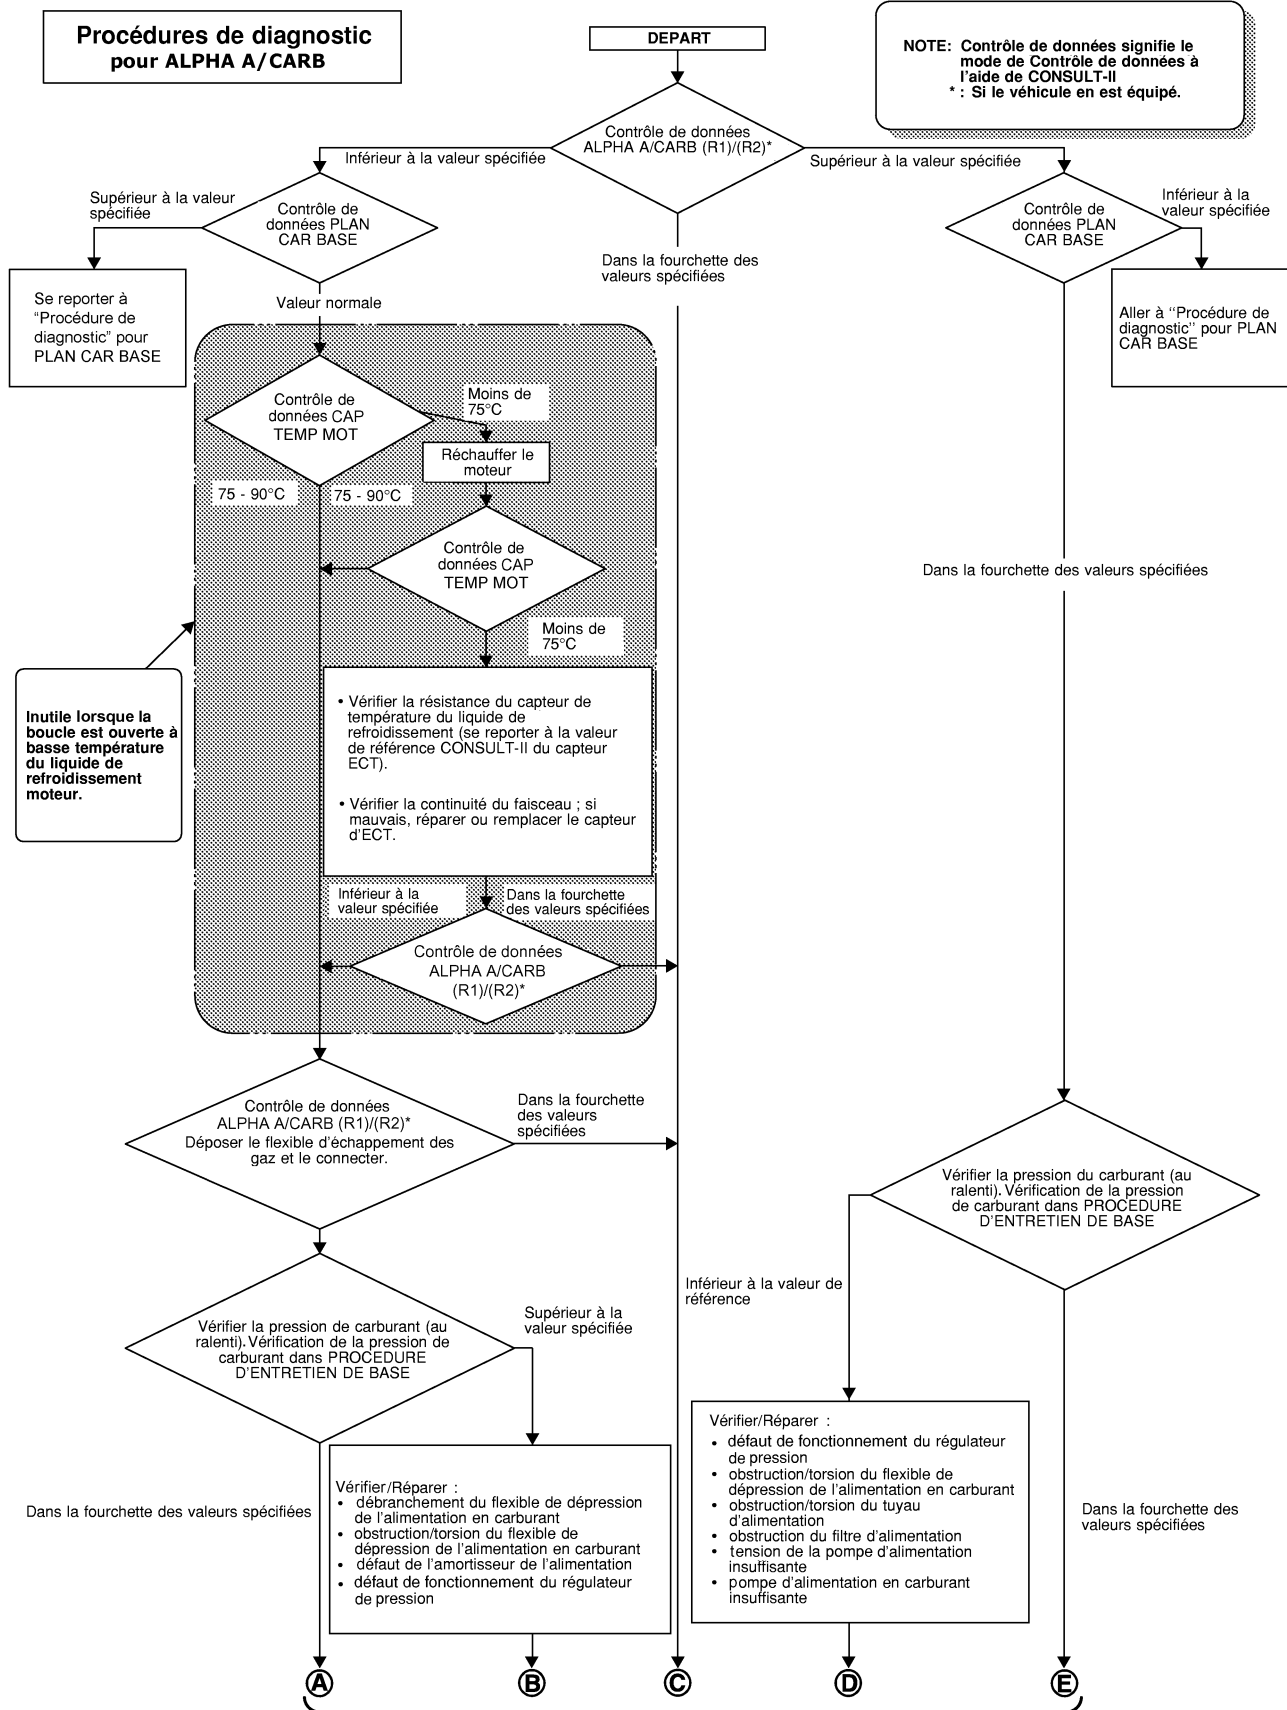 Procédures de diagnostic
pour ALPHA A/CARB
DEPART
NOTE: Contrôle de données signifie le
mode de Contrôle de données à
l'aide de CONSULT-II
* : Si le véhicule en est équipé.
Contrôle de données
ALPHA A/CARB (R1)/(R2)*
Inférieur à la valeur spécifiée
Supérieur à la valeur spécifiée
Supérieur à la valeur
spécifiée
Contrôle de
données PLAN
CAR BASE
Dans la fourchette des
valeurs spécifiées
Contrôle de
données PLAN
CAR BASE
Inférieur à la
valeur spécifiée
Se reporter à
“Procédure de
diagnostic” pour
PLAN CAR BASE
Valeur normale
Aller à ''Procédure de
diagnostic'' pour PLAN
CAR BASE
Contrôle de
données CAP
TEMP MOT
Moins de
75°C
Réchauffer le
moteur
75 - 90°C
75 - 90°C
Contrôle de
données CAP
TEMP MOT
Dans la fourchette des valeurs spécifiées
Moins de
75°C
Inutile lorsque la
boucle est ouverte à
basse température
du liquide de
refroidissement
moteur.
• Vérifier la résistance du capteur de
température du liquide de
refroidissement (se reporter à la valeur
de référence CONSULT-II du capteur
ECT).
• Vérifier la continuité du faisceau ; si
mauvais, réparer ou remplacer le capteur
d'ECT.
Inférieur à la
valeur spécifiée
Dans la fourchette
des valeurs spécifiées
Contrôle de données
ALPHA A/CARB
(R1)/(R2)*
Contrôle de données
ALPHA A/CARB (R1)/(R2)*
Déposer le flexible d'échappement des
gaz et le connecter.
Dans la fourchette
des valeurs
spécifiées
Vérifier la pression du carburant (au
ralenti). Vérification de la pression
de carburant dans PROCEDURE
D'ENTRETIEN DE BASE
Inférieur à la valeur de
référence
Vérifier la pression de carburant (au
ralenti). Vérification de la pression de
carburant dans PROCEDURE
D'ENTRETIEN DE BASE
Supérieur à la
valeur spécifiée
Dans la fourchette des valeurs spécifiées
Vérifier/Réparer :
• débranchement du flexible de dépression
de l'alimentation en carburant
• obstruction/torsion du flexible de
dépression de l'alimentation en carburant
• défaut de l'amortisseur de l'alimentation
• défaut de fonctionnement du régulateur
de pression
Vérifier/Réparer :
• défaut de fonctionnement du régulateur
de pression
• obstruction/torsion du flexible de
dépression de l'alimentation en carburant
• obstruction/torsion du tuyau
d'alimentation
• obstruction du filtre d'alimentation
• tension de la pompe d'alimentation
insuffisante
• pompe d'alimentation en carburant
insuffisante
Dans la fourchette des
valeurs spécifiées
A
B
C
D
E